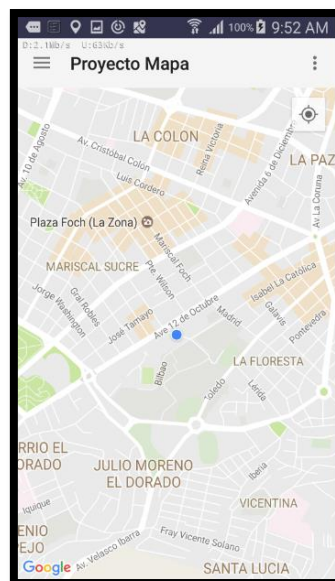 100% 9:52 AM
D:2.1Kb/s U:63Kb/s
Proyecto Mapa
LA COLON
Reina Victoria
Avenida 6 de Diciembre
LA PAZ
Av. 10 de Agosto
Av. Cristóbal Colón
Luis Cordero
Av La Coruna
Plaza Foch (La Zona)
Mariscal Foch
MARISCAL SUCRE
Pte. Wilson
Isabel La Católica
Jorge Washington
Gral Robles
José Tamayo
Ave 12 de Octubre
Madrid
Galavis
Pontevedra
LA FLORESTA
Bilbao
Toledo
Lérida
RRIO EL
DORADO
JULIO MORENO
EL DORADO
Iberia
VICENTINA
Iquique
ENIO
EJO
Google
Av. Velasco Ibarra
Fray Vicente Solano
SANTA LUCIA